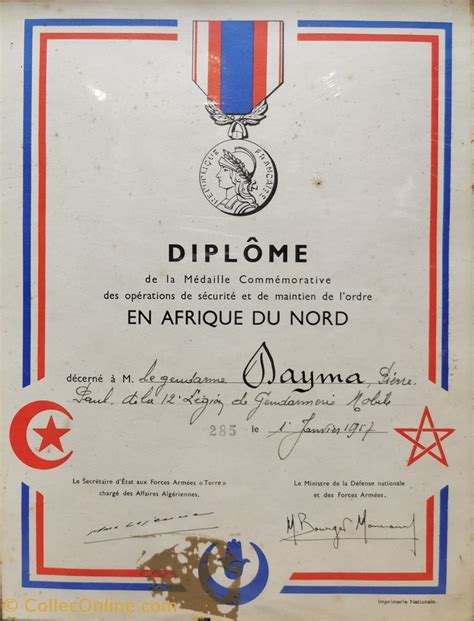 RÉPUBLIQUE FRANÇAISE
DIPLÔME
de la Médaille Commémorative
des opérations de sécurité et de maintien de l'ordre
EN AFRIQUE DU NORD
décerné à M. Le gendarme Dayma, Pierre
Paul, de la 12e Légion de Gendarmerie Mobile
285 le 1er Janvier 1957
Le Secrétaire d'État aux Forces Armées "Terre"
chargé des Affaires Algériennes.
Le Ministre de la Défense nationale
et des Forces Armées.
Imprimerie Nationale.
© CollecOnline.com